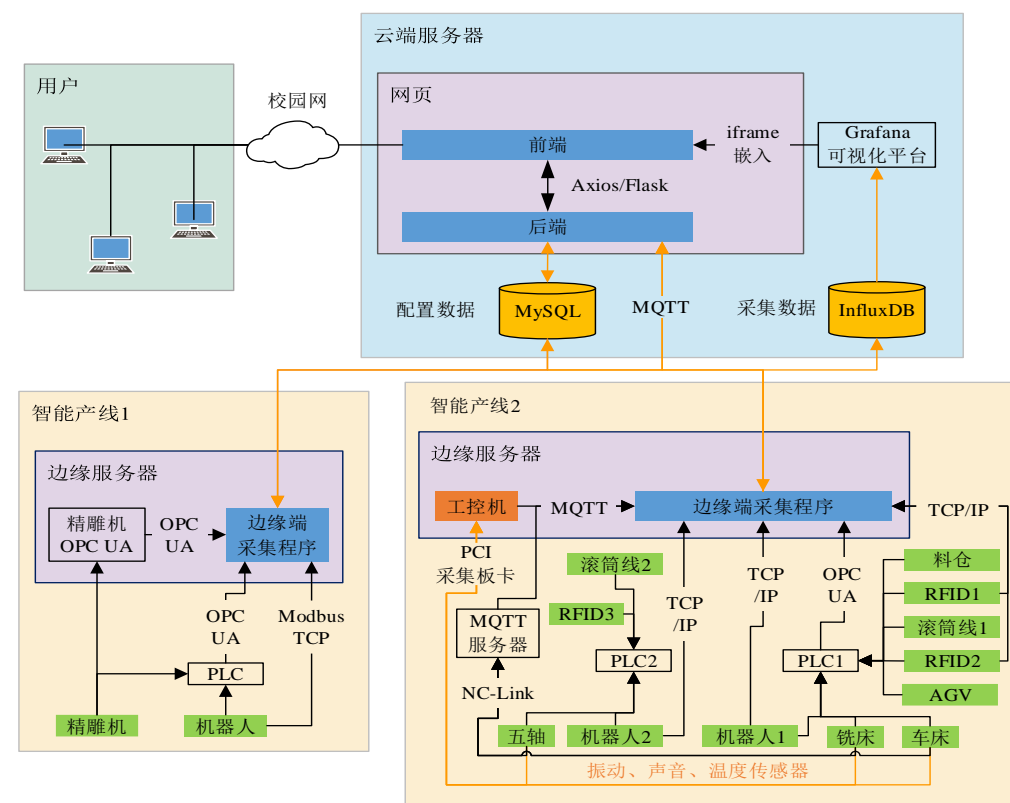 云端服务器
用户
校园网
网页
前端
iframe
嵌入
Grafana
可视化平台
Axios/Flask
后端
配置数据
MySQL
MQTT
采集数据
InfluxDB
智能产线1
边缘服务器
精雕机
OPC UA
OPC
UA
边缘端
采集程序
OPC
UA
Modbus
TCP
PLC
精雕机
机器人
智能产线2
边缘服务器
工控机
MQTT
边缘端采集程序
TCP/IP
PCI
采集板卡
滚筒线2
TCP
/IP
TCP
/IP
OPC
UA
料仓
RFID1
MQTT
服务器
RFID3
滚筒线1
PLC2
PLC1
RFID2
NC-Link
AGV
五轴
机器人2
机器人1
铣床
车床
振动、声音、温度传感器